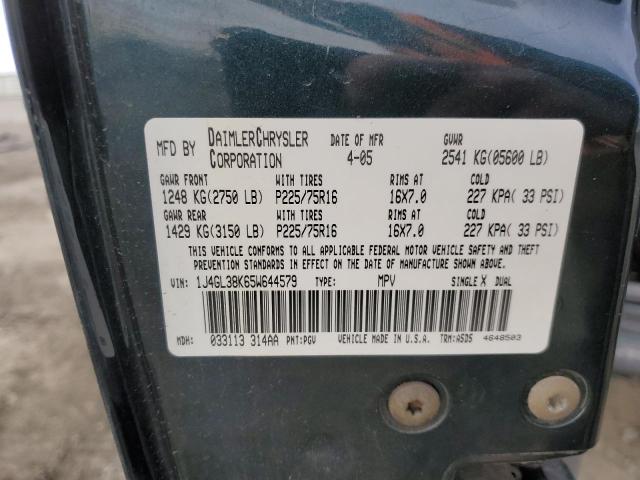 MFD BY DAIMLERCHRYSLER CORPORATION DATE OF MFR 4-05 GVWR 2541 KG(05600 LB)
GAWR FRONT WITH TIRES RIMS AT COLD
1248 KG(2750 LB) P225/75R16 16X7.0 227 KPA( 33 PSI)
GAWR REAR WITH TIRES RIMS AT COLD
1429 KG(3150 LB) P225/75R16 16X7.0 227 KPA( 33 PSI)
THIS VEHICLE CONFORMS TO ALL APPLICABLE FEDERAL MOTOR VEHICLE SAFETY AND THEFT
PREVENTION STANDARDS IN EFFECT ON THE DATE OF MANUFACTURE SHOWN ABOVE.
VIN: 1J4GL38K65W644579 TYPE: MPV SINGLE X DUAL
MDH: 033113 314AA PNT:PGV VEHICLE MADE IN U.S.A. TRM:A5DS 4648503